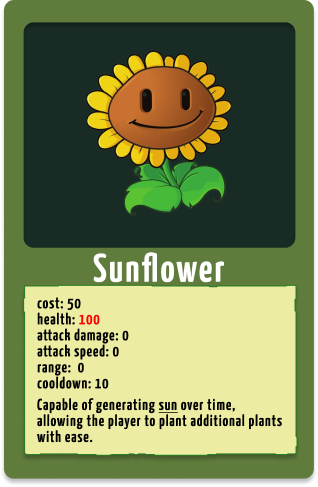 Sunflower
cost: 50
health: 100
attack damage: 0
attack speed: 0
range: 0
cooldown: 10
Capable of generating sun over time,
allowing the player to plant additional plants
with ease.